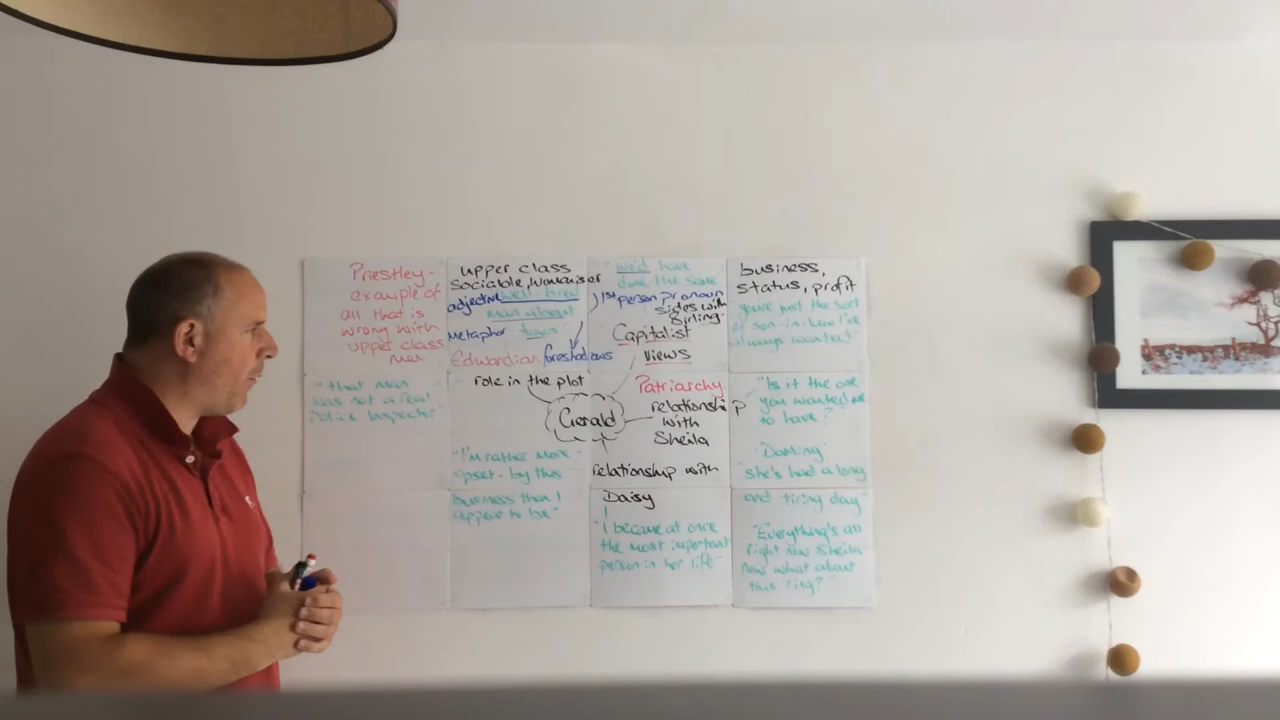 Priestley -
example of
all that is
wrong with
upper class
men.
"that man
was not a real
Police Inspector"
upper class
sociable, womaniser
adjective well-bred
man about
metaphor town
Edwardian foreshadows
role in the plot
"I'm rather more
upset - by this
business than I
appear to be"
we'd have
done the same
1st person pronoun
sides with
Birling.
Capitalist
views
business,
status, profit
you're just the sort
of son-in-law I've
always wanted!
Gerald
Patriarchy
relationship
with
Sheila
"Is it the one
you wanted me
to have?"
"Darling"
"she's had a long
and tiring day"
"Everything's all
right now Sheila
now what about
this ring?"
relationship with
Daisy
"I became at once
the most important
person in her life"